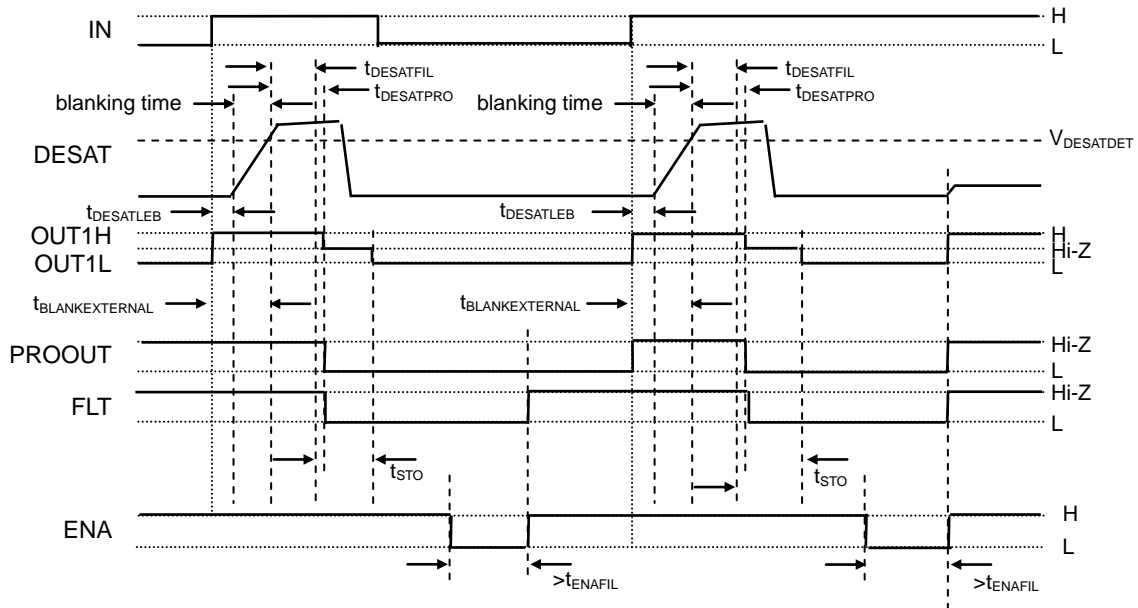 IN
H
L
tDESATFIL
tDESATPRO
blanking time
tDESATFIL
tDESATPRO
blanking time
DESAT
VDESATDET
tDESATLEB
tDESATLEB
OUT1H
OUT1L
H
Hi-Z
L
tBLANKEXTERNAL
tBLANKEXTERNAL
PROOUT
Hi-Z
L
FLT
Hi-Z
L
tSTO
tSTO
ENA
H
L
>tENAFIL
>tENAFIL